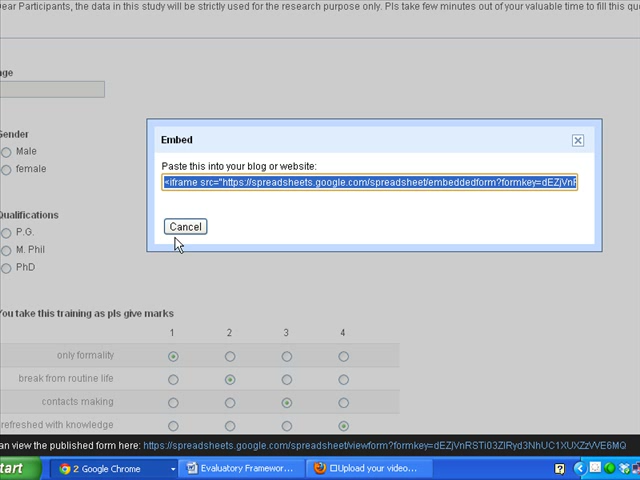 ear Participants, the data in this study will be strictly used for the research purpose only. Pls take few minutes out of your valuable time to fill this
ge
Gender
Male
female
Qualifications
P.G.
M. Phil
PhD
Embed
Paste this into your blog or website:
<iframe src="https://spreadsheets.google.com/spreadsheet/embeddedform?formkey=dEZjVnR
Cancel
You take this training as pls give marks
1 2 3 4
only formality
break from routine life
contacts making
refreshed with knowledge
an view the published form here: https://spreadsheets.google.com/spreadsheet/viewform?formkey=dEZjVnRSTi03ZlRyd3NhUC1XUXZzVVE6MQ
tart
2 Google Chrome
Evaluatory Framewor...
Upload your video...